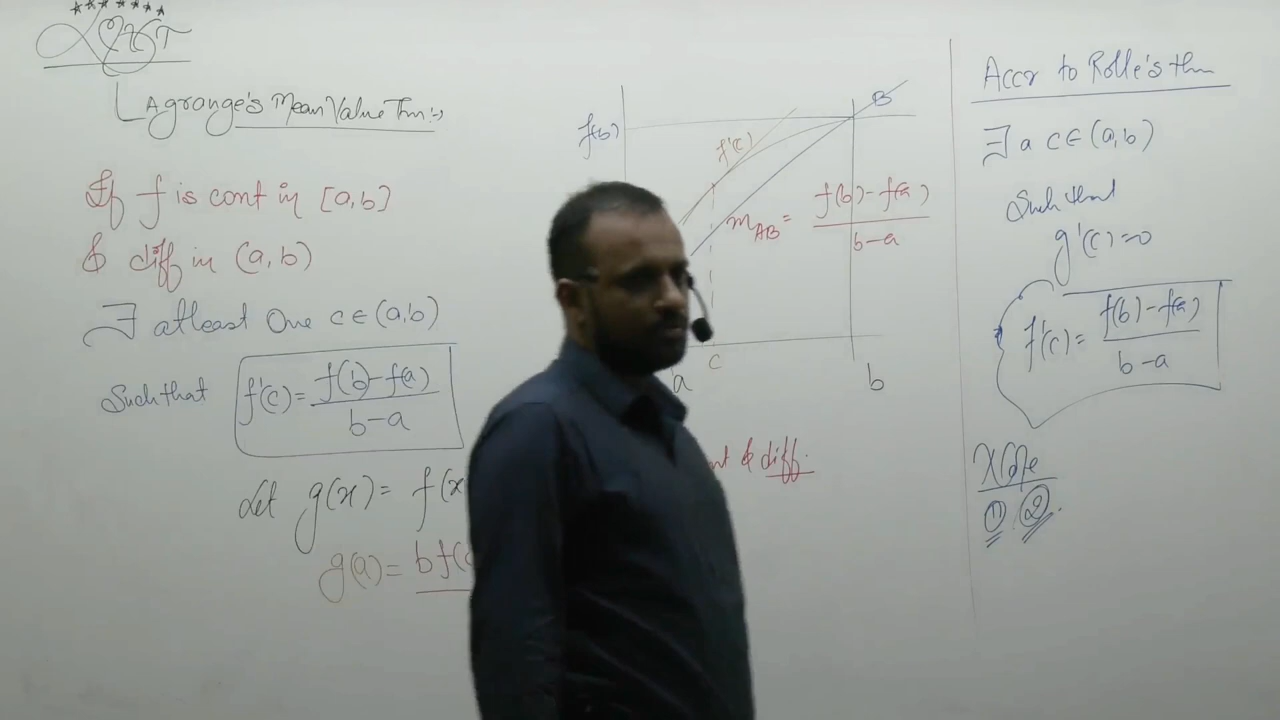 LMVT
Lagrange's Mean Value Thm:-
If f is cont in [a,b]
& diff in (a,b)
∃ atleast One c∈(a,b)
Such that f'(c)= f(b)-f(a) / b-a
Let g(x)= f(x
g(a)= bf(
f(b)
f'(c)
B
m_AB = f(b)-f(a) / b-a
a c b
& diff.
Accr to Rolle's thm
∃ a c∈(a,b)
Such that
g'(c)=0
f'(c)= f(b)-f(a) / b-a
① ②